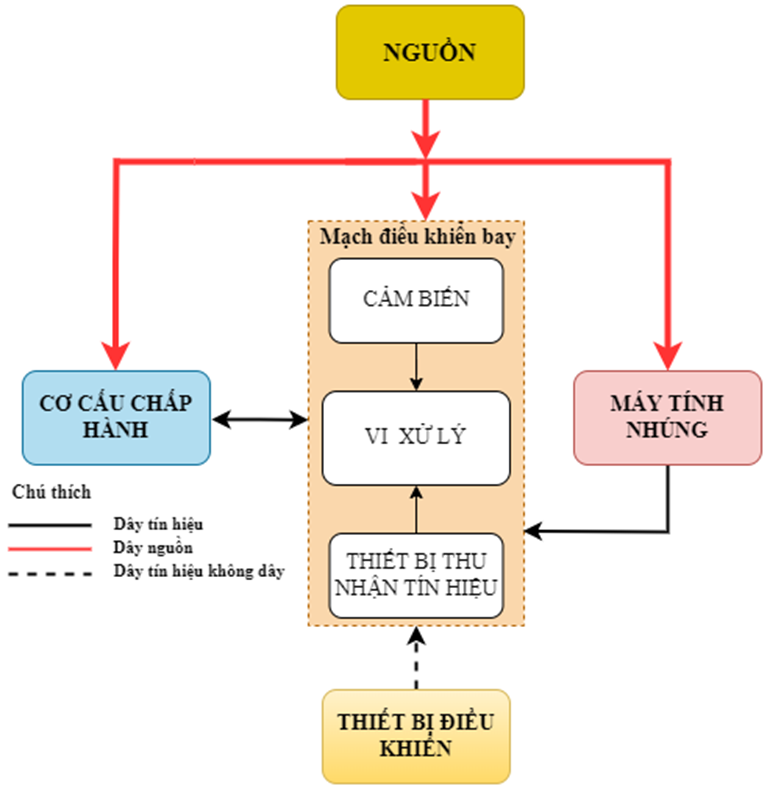 NGUỒN
Mạch điều khiển bay
CẢM BIẾN
CƠ CẤU CHẤP
HÀNH
VI XỬ LÝ
MÁY TÍNH
NHÚNG
Chú thích
Dây tín hiệu
Dây nguồn
Dây tín hiệu không dây
THIẾT BỊ THU
NHẬN TÍN HIỆU
THIẾT BỊ ĐIỀU
KHIỂN